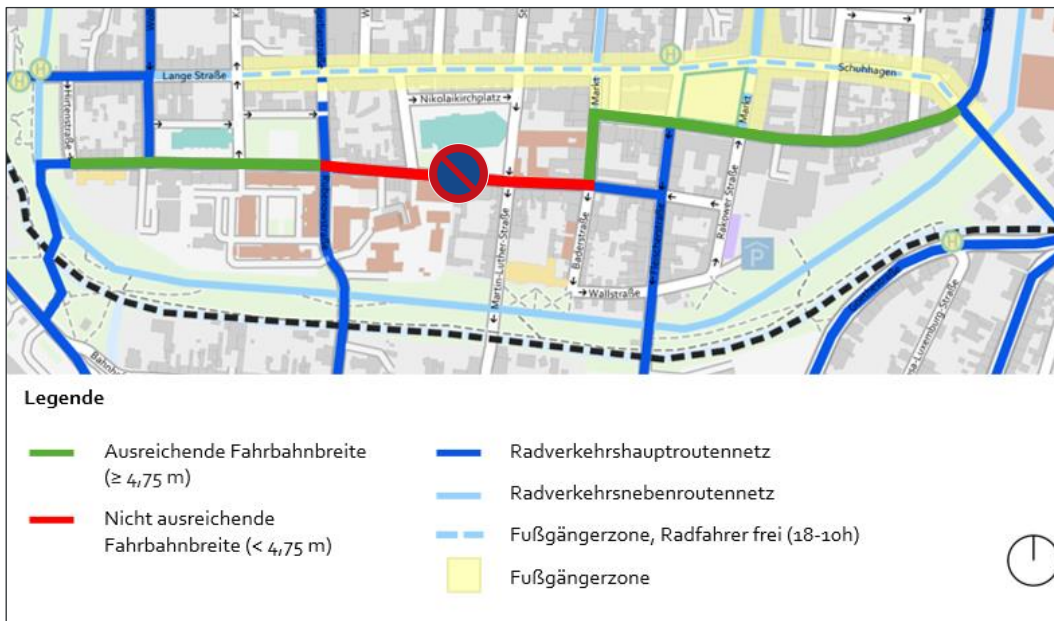 Lange Straße
Schuhhagen
Markt
Markt
Nikolaikirchplatz
Hirtenstraße
Martin-Luther-Straße
Baderstraße
Rakower Straße
Wallstraße
P
H
H
H
H
Legende
Ausreichende Fahrbahnbreite
(≥ 4,75 m)
Nicht ausreichende
Fahrbahnbreite (< 4,75 m)
Radverkehrshauptroutennetz
Radverkehrsnebenroutennetz
Fußgängerzone, Radfahrer frei (18-10h)
Fußgängerzone